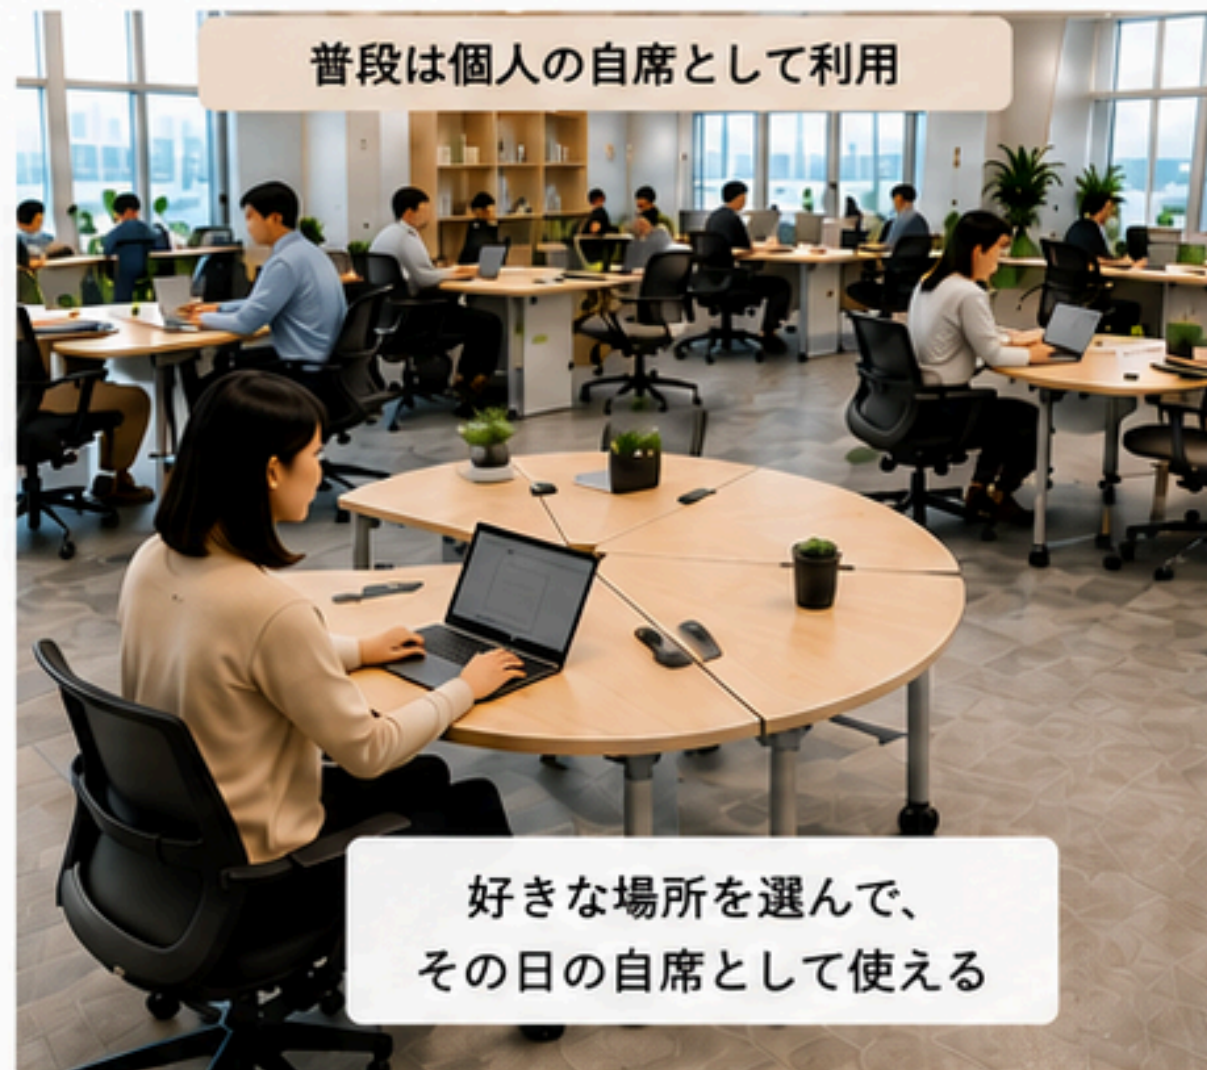 普段は個人の自席として利用
好きな場所を選んで、
その日の自席として使える